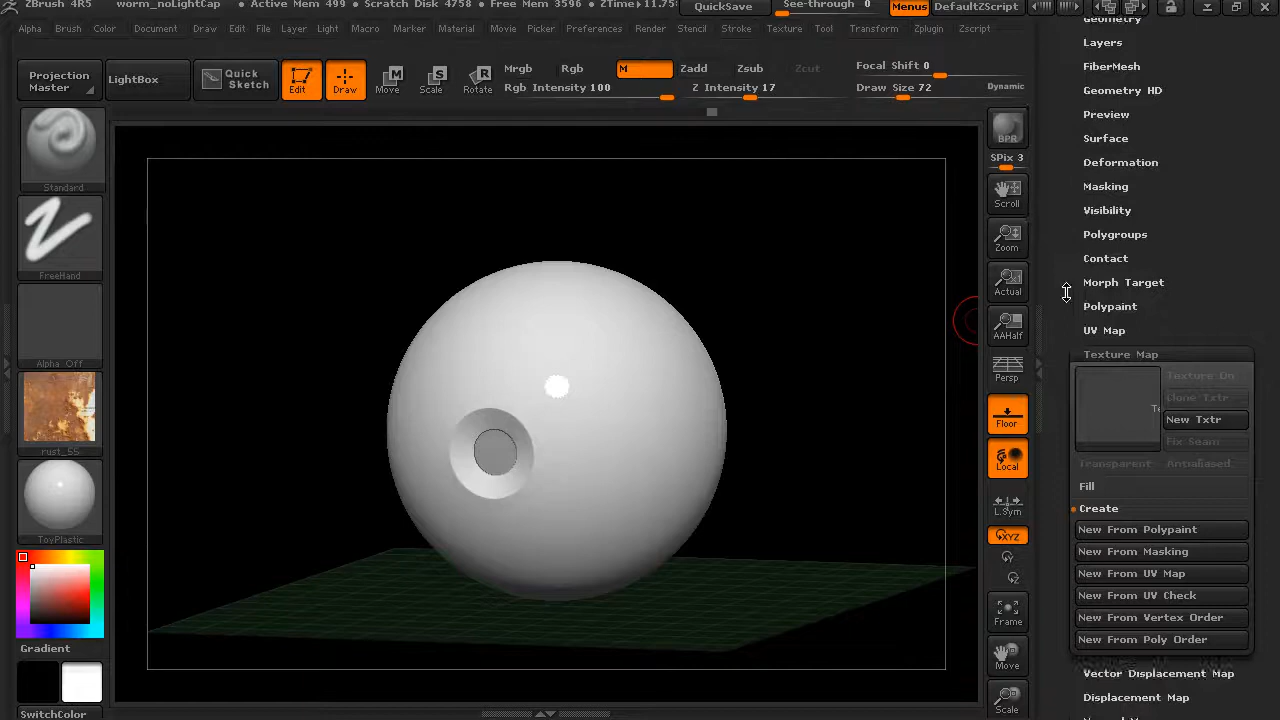 ZBrush 4R5 worm_noLightCap • Active Mem 499 • Scratch Disk 4758 • Free Mem 3596 • ZTime 11.75 QuickSave See-through 0 Menus DefaultZScript
Alpha Brush Color Document Draw Edit File Layer Light Macro Marker Material Movie Picker Preferences Render Stencil Stroke Texture Tool Transform Zplugin Zscript
Projection Master
LightBox
Quick Sketch
Edit
Draw
Move
Scale
Rotate
Mrgb Rgb M Zadd Zsub Zcut
Rgb Intensity 100 Z Intensity 17
Focal Shift 0
Draw Size 72 Dynamic
Standard
FreeHand
Alpha Off
rust_55
ToyPlastic
Gradient
SwitchColor
BPR
SPix 3
Scroll
Zoom
Actual
AAHalf
Persp
Floor
Local
L.Sym
XYZ
Frame
Move
Scale
Geometry
Layers
FiberMesh
Geometry HD
Preview
Surface
Deformation
Masking
Visibility
Polygroups
Contact
Morph Target
Polypaint
UV Map
Texture Map
Texture On
Clone Txtr
New Txtr
Fix Seam
Transparent Antialiased
Fill
Create
New From Polypaint
New From Masking
New From UV Map
New From UV Check
New From Vertex Order
New From Poly Order
Vector Displacement Map
Displacement Map